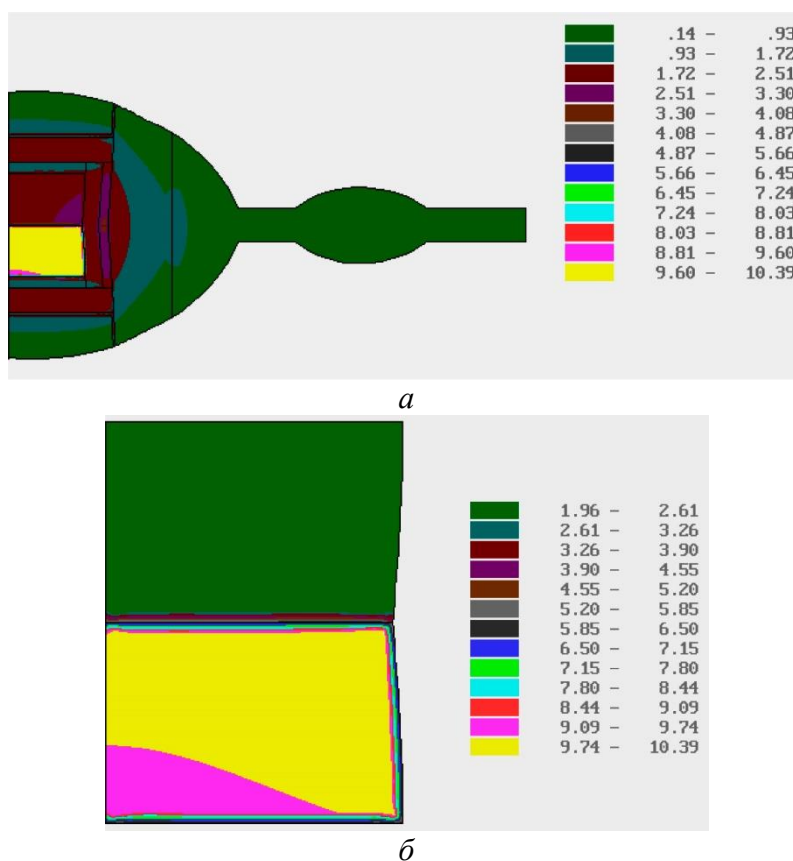 .14 – .93
.93 – 1.72
1.72 – 2.51
2.51 – 3.30
3.30 – 4.08
4.08 – 4.87
4.87 – 5.66
5.66 – 6.45
6.45 – 7.24
7.24 – 8.03
8.03 – 8.81
8.81 – 9.60
9.60 – 10.39
а
1.96 – 2.61
2.61 – 3.26
3.26 – 3.90
3.90 – 4.55
4.55 – 5.20
5.20 – 5.85
5.85 – 6.50
6.50 – 7.15
7.15 – 7.80
7.80 – 8.44
8.44 – 9.09
9.09 – 9.74
9.74 – 10.39
б